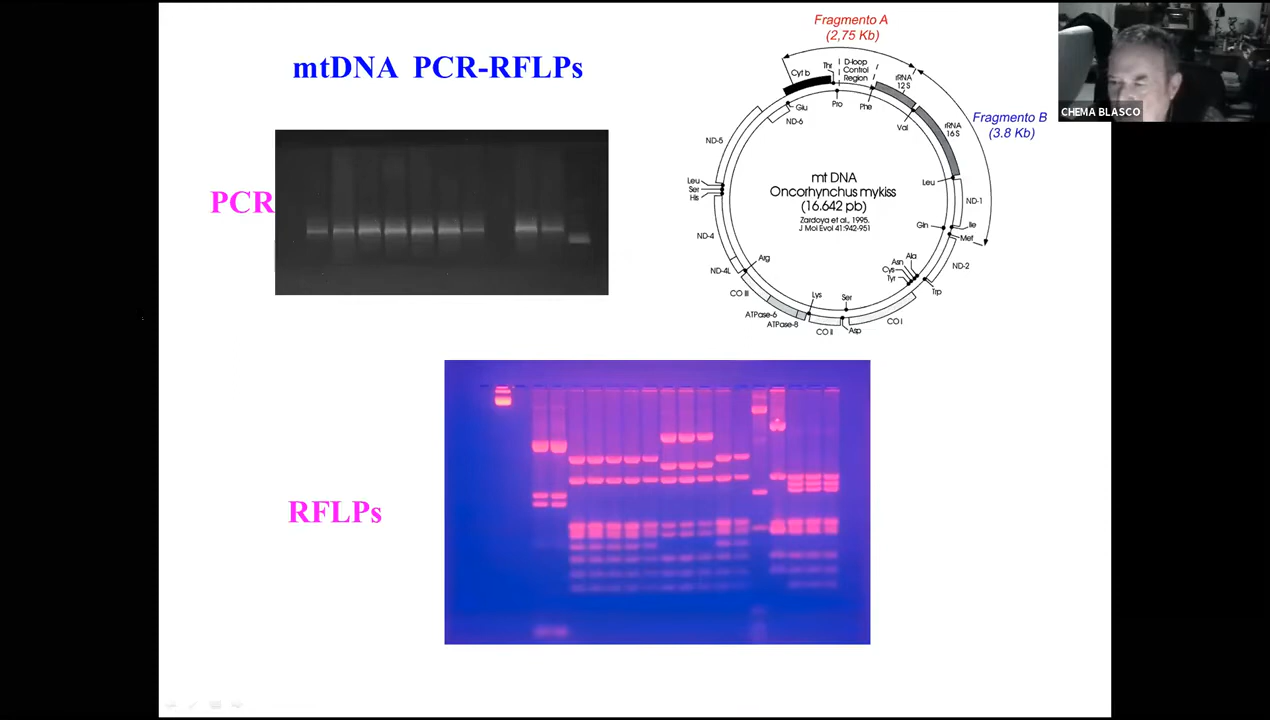 mtDNA PCR-RFLPs
PCR
RFLPs
Fragmento A
(2,75 Kb)
Fragmento B
(3.8 Kb)
CHEMA BLASCO
mt DNA
Oncorhynchus mykiss
(16.642 pb)
Zardoya et al., 1995.
J Mol Evol 41:942-951
Cyt b
Thr
D-loop
Control
Region
rRNA
12S
Glu
ND-6
Pro
Phe
Val
rRNA
16S
ND-5
Leu
Ser
His
Leu
ND-1
Gln
Ile
Met
ND-4
ND-2
Arg
ND-4L
Ala
Asn
Cys
Tyr
Trp
CO III
Lys
Ser
ATPase-6
ATPase-8
CO II
Asp
CO I